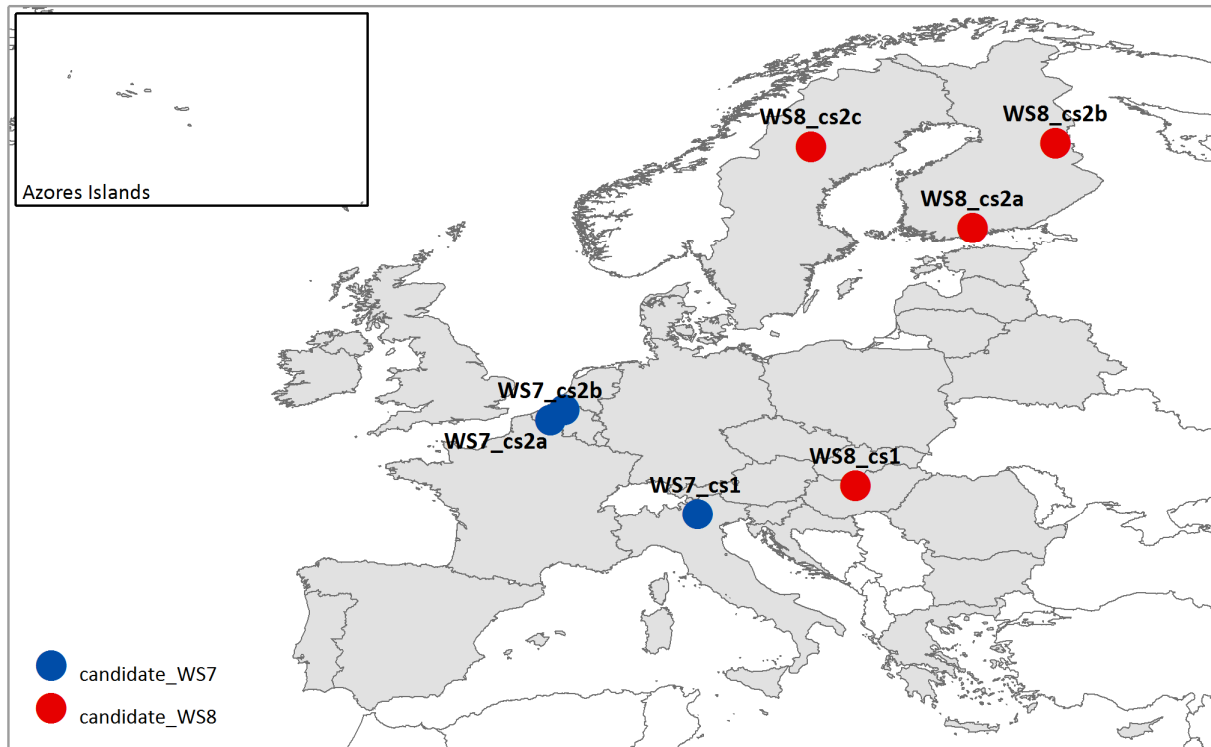 Azores Islands
WS8_cs2c
WS8_cs2b
WS8_cs2a
WS7_cs2b
WS7_cs2a
WS8_cs1
WS7_cs1
candidate_WS7
candidate_WS8